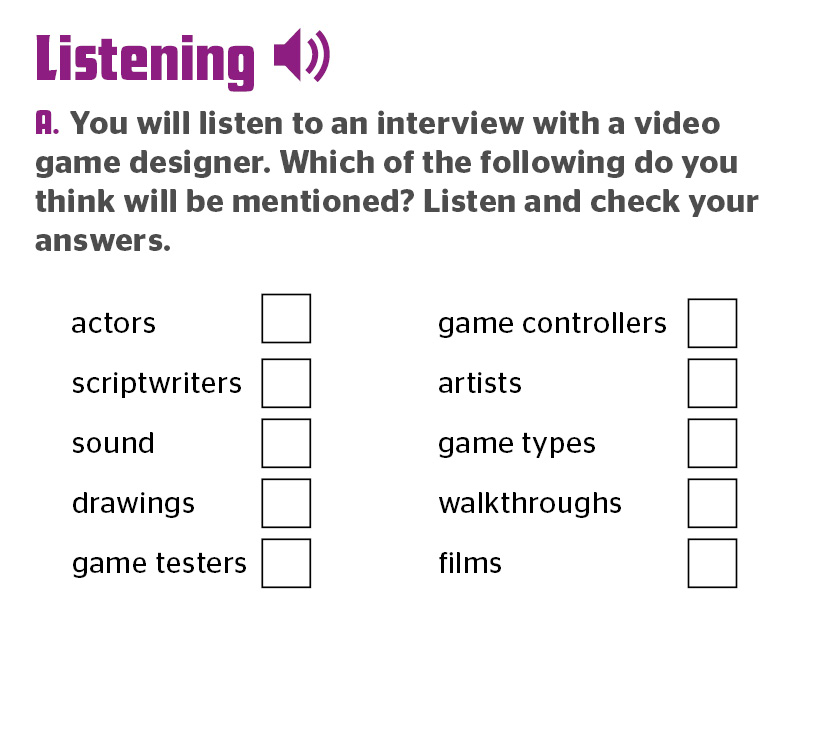 Listening
A. You will listen to an interview with a video
game designer. Which of the following do you
think will be mentioned? Listen and check your
answers.
actors
scriptwriters
sound
drawings
game testers
game controllers
artists
game types
walkthroughs
films